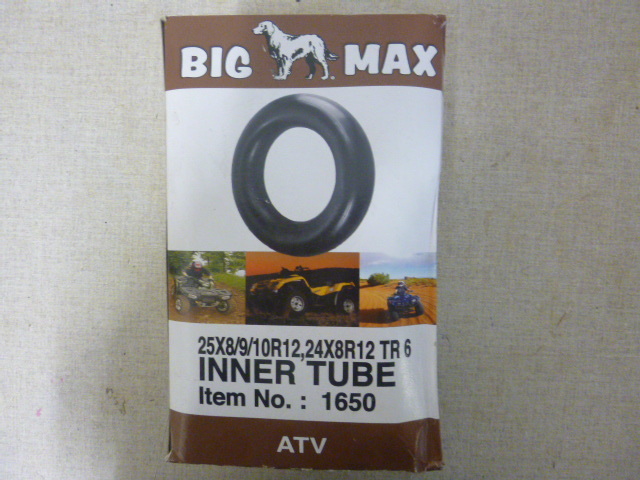 BIG MAX
25X8/9/10R12,24X8R12 TR 6
INNER TUBE
Item No. : 1650
ATV